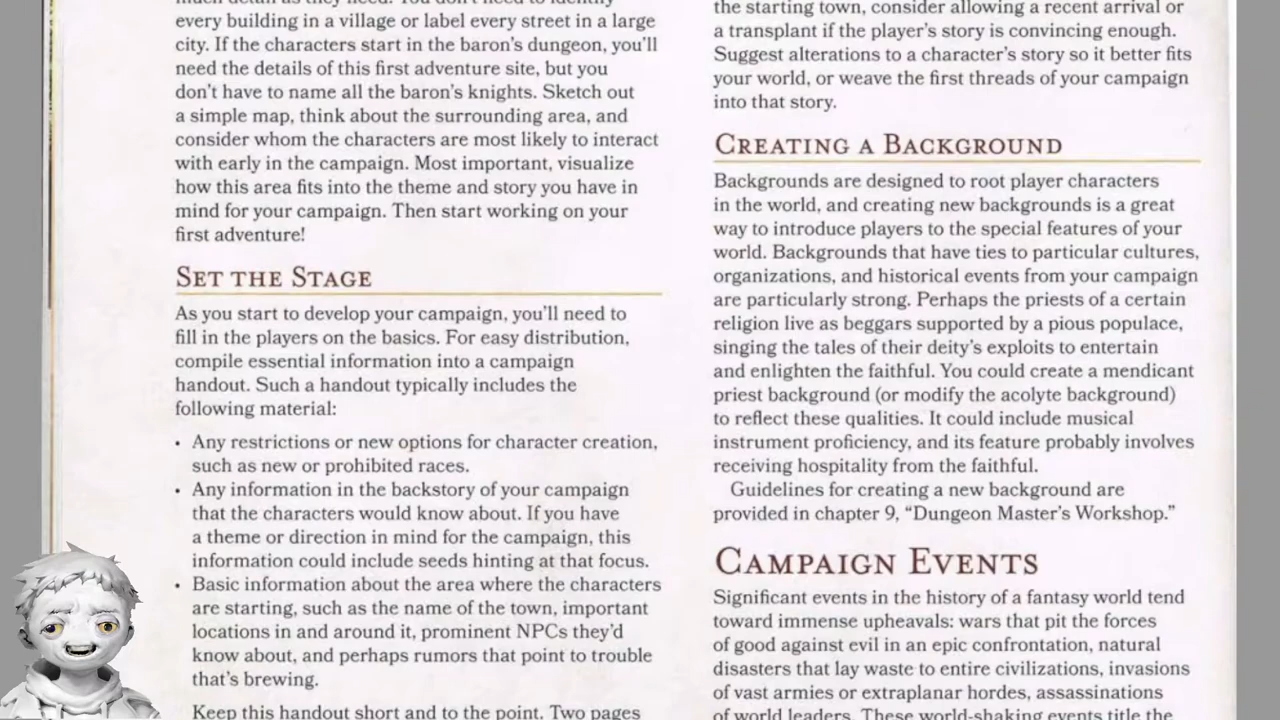 every building in a village or label every street in a large
city. If the characters start in the baron's dungeon, you'll
need the details of this first adventure site, but you
don't have to name all the baron's knights. Sketch out
a simple map, think about the surrounding area, and
consider whom the characters are most likely to interact
with early in the campaign. Most important, visualize
how this area fits into the theme and story you have in
mind for your campaign. Then start working on your
first adventure!
SET THE STAGE
As you start to develop your campaign, you'll need to
fill in the players on the basics. For easy distribution,
compile essential information into a campaign
handout. Such a handout typically includes the
following material:
• Any restrictions or new options for character creation,
such as new or prohibited races.
• Any information in the backstory of your campaign
that the characters would know about. If you have
a theme or direction in mind for the campaign, this
information could include seeds hinting at that focus.
• Basic information about the area where the characters
are starting, such as the name of the town, important
locations in and around it, prominent NPCs they'd
know about, and perhaps rumors that point to trouble
that's brewing.
Keep this handout short and to the point. Two pages
the starting town, consider allowing a recent arrival or
a transplant if the player's story is convincing enough.
Suggest alterations to a character's story so it better fits
your world, or weave the first threads of your campaign
into that story.
CREATING A BACKGROUND
Backgrounds are designed to root player characters
in the world, and creating new backgrounds is a great
way to introduce players to the special features of your
world. Backgrounds that have ties to particular cultures,
organizations, and historical events from your campaign
are particularly strong. Perhaps the priests of a certain
religion live as beggars supported by a pious populace,
singing the tales of their deity's exploits to entertain
and enlighten the faithful. You could create a mendicant
priest background (or modify the acolyte background)
to reflect these qualities. It could include musical
instrument proficiency, and its feature probably involves
receiving hospitality from the faithful.
Guidelines for creating a new background are
provided in chapter 9, “Dungeon Master's Workshop.”
CAMPAIGN EVENTS
Significant events in the history of a fantasy world tend
toward immense upheavals: wars that pit the forces
of good against evil in an epic confrontation, natural
disasters that lay waste to entire civilizations, invasions
of vast armies or extraplanar hordes, assassinations
of world leaders. These world-shaking events title the